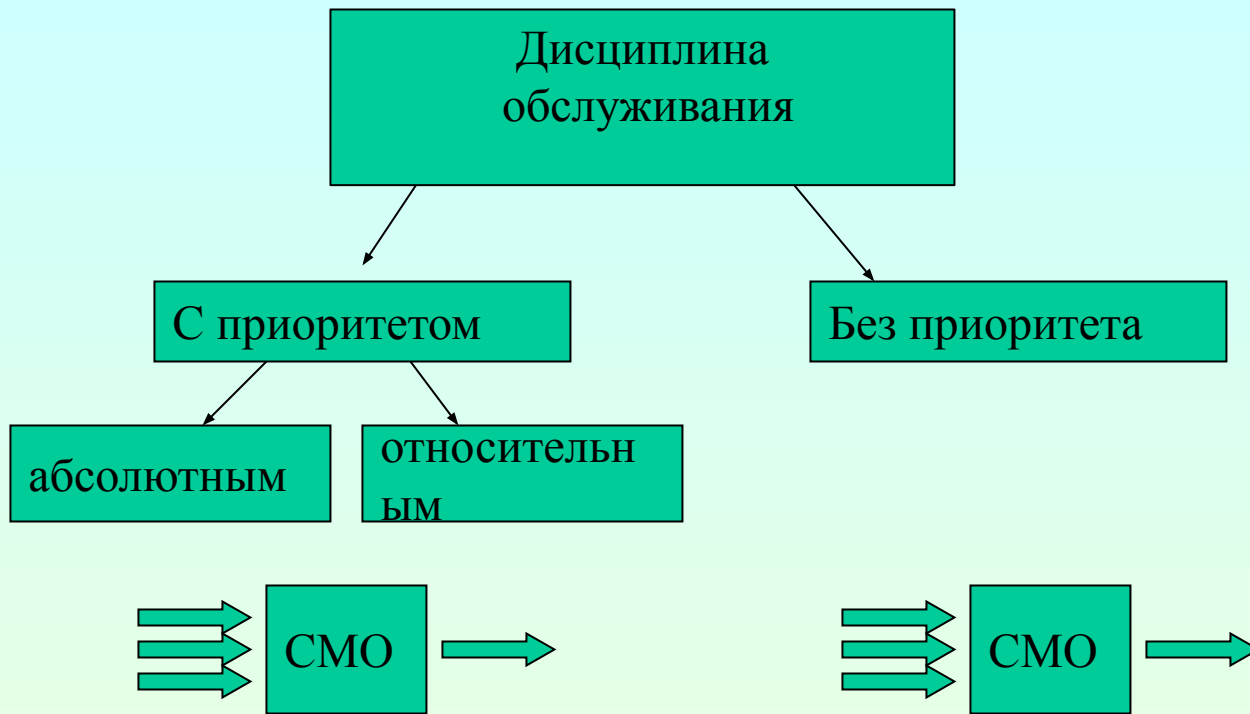 Дисциплина
обслуживания
С приоритетом
Без приоритета
абсолютным
относительн
ым
СМО
СМО